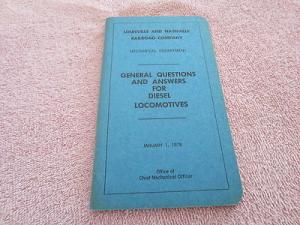 LOUISVILLE AND NASHVILLE
RAILROAD COMPANY
MECHANICAL DEPARTMENT
GENERAL QUESTIONS
AND ANSWERS
FOR
DIESEL
LOCOMOTIVES
JANUARY 1, 1978
Office of
Chief Mechanical Officer